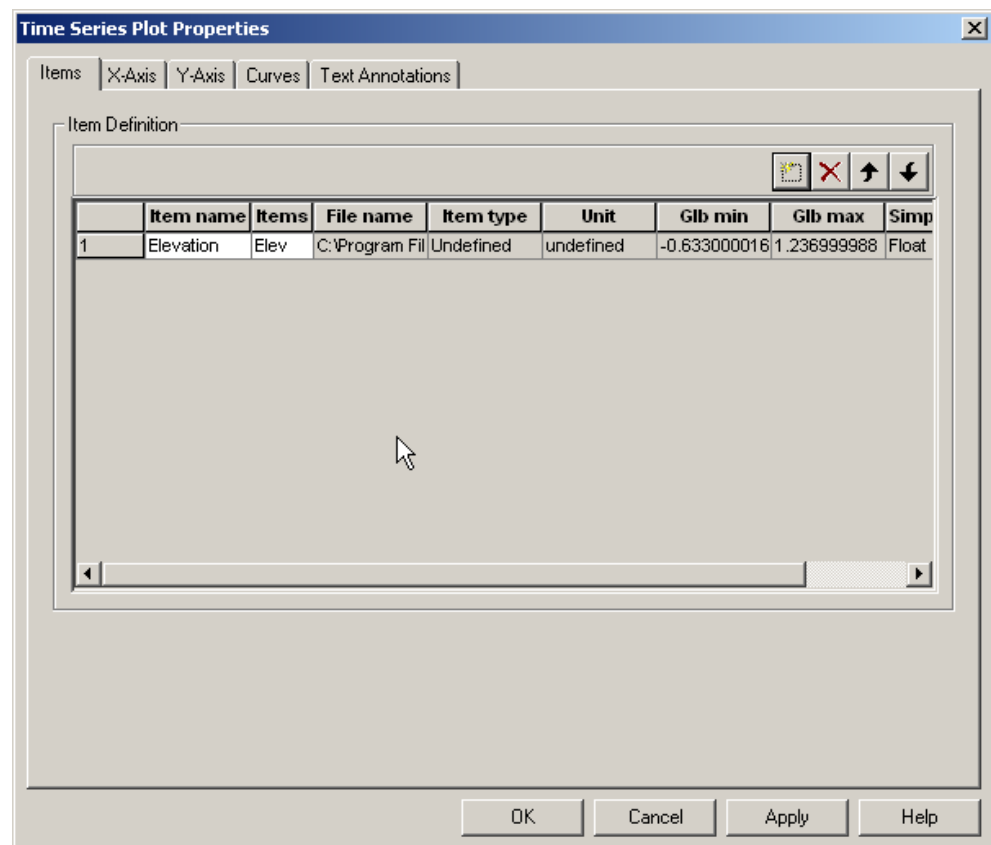 Time Series Plot Properties
Items X-Axis Y-Axis Curves Text Annotations
Item Definition
Item name Items File name Item type Unit Glb min Glb max Simp
1 Elevation Elev C:\Program Fil Undefined undefined -0.633000016 1.236999988 Float
OK Cancel Apply Help